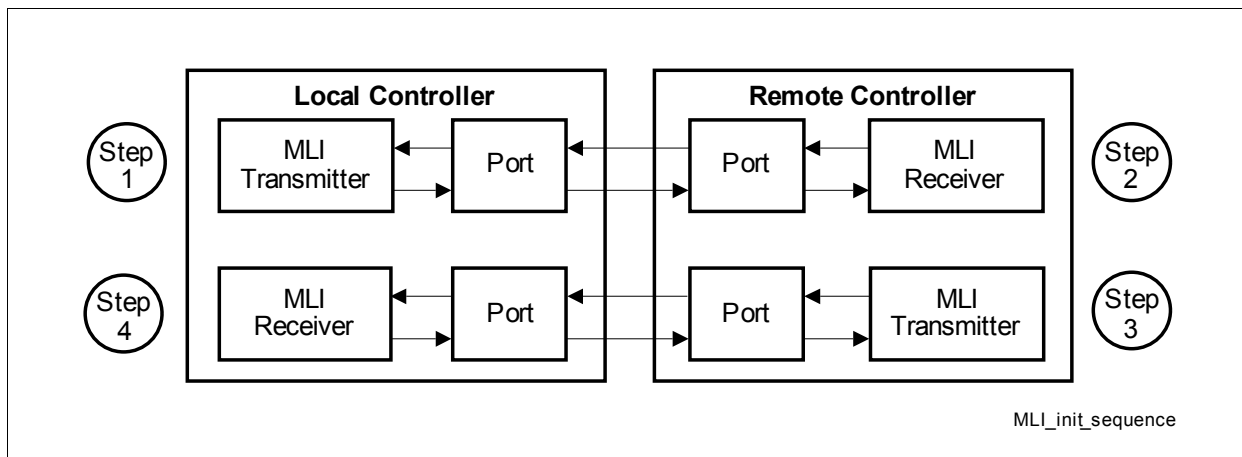 Local Controller
Remote Controller
Step
1
MLI
Transmitter
Port
Port
MLI
Receiver
Step
2
Step
4
MLI
Receiver
Port
Port
MLI
Transmitter
Step
3
MLI_init_sequence